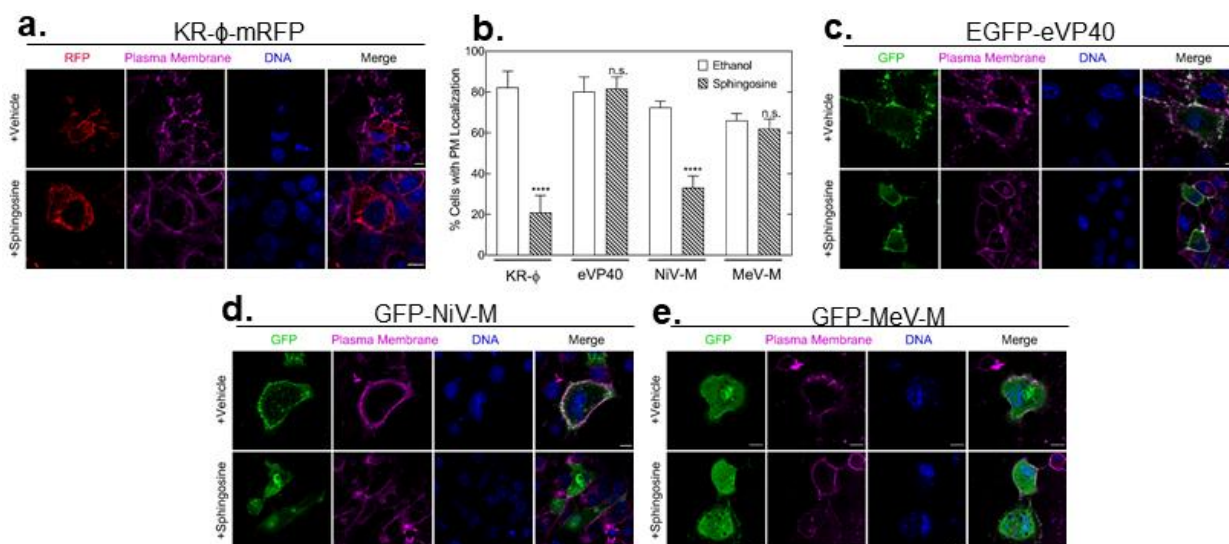 a.
KR-ϕ-mRFP
RFP Plasma Membrane DNA Merge
+Vehicle
+Sphingosine
b.
% Cells with PM Localization
100
80
60
40
20
0
Ethanol
Sphingosine
****
n.s.
****
n.s.
KR-ϕ eVP40 NiV-M MeV-M
c.
EGFP-eVP40
GFP Plasma Membrane DNA Merge
+Vehicle
+Sphingosine
d.
GFP-NiV-M
GFP Plasma Membrane DNA Merge
+Vehicle
+Sphingosine
e.
GFP-MeV-M
GFP Plasma Membrane DNA Merge
+Vehicle
+Sphingosine